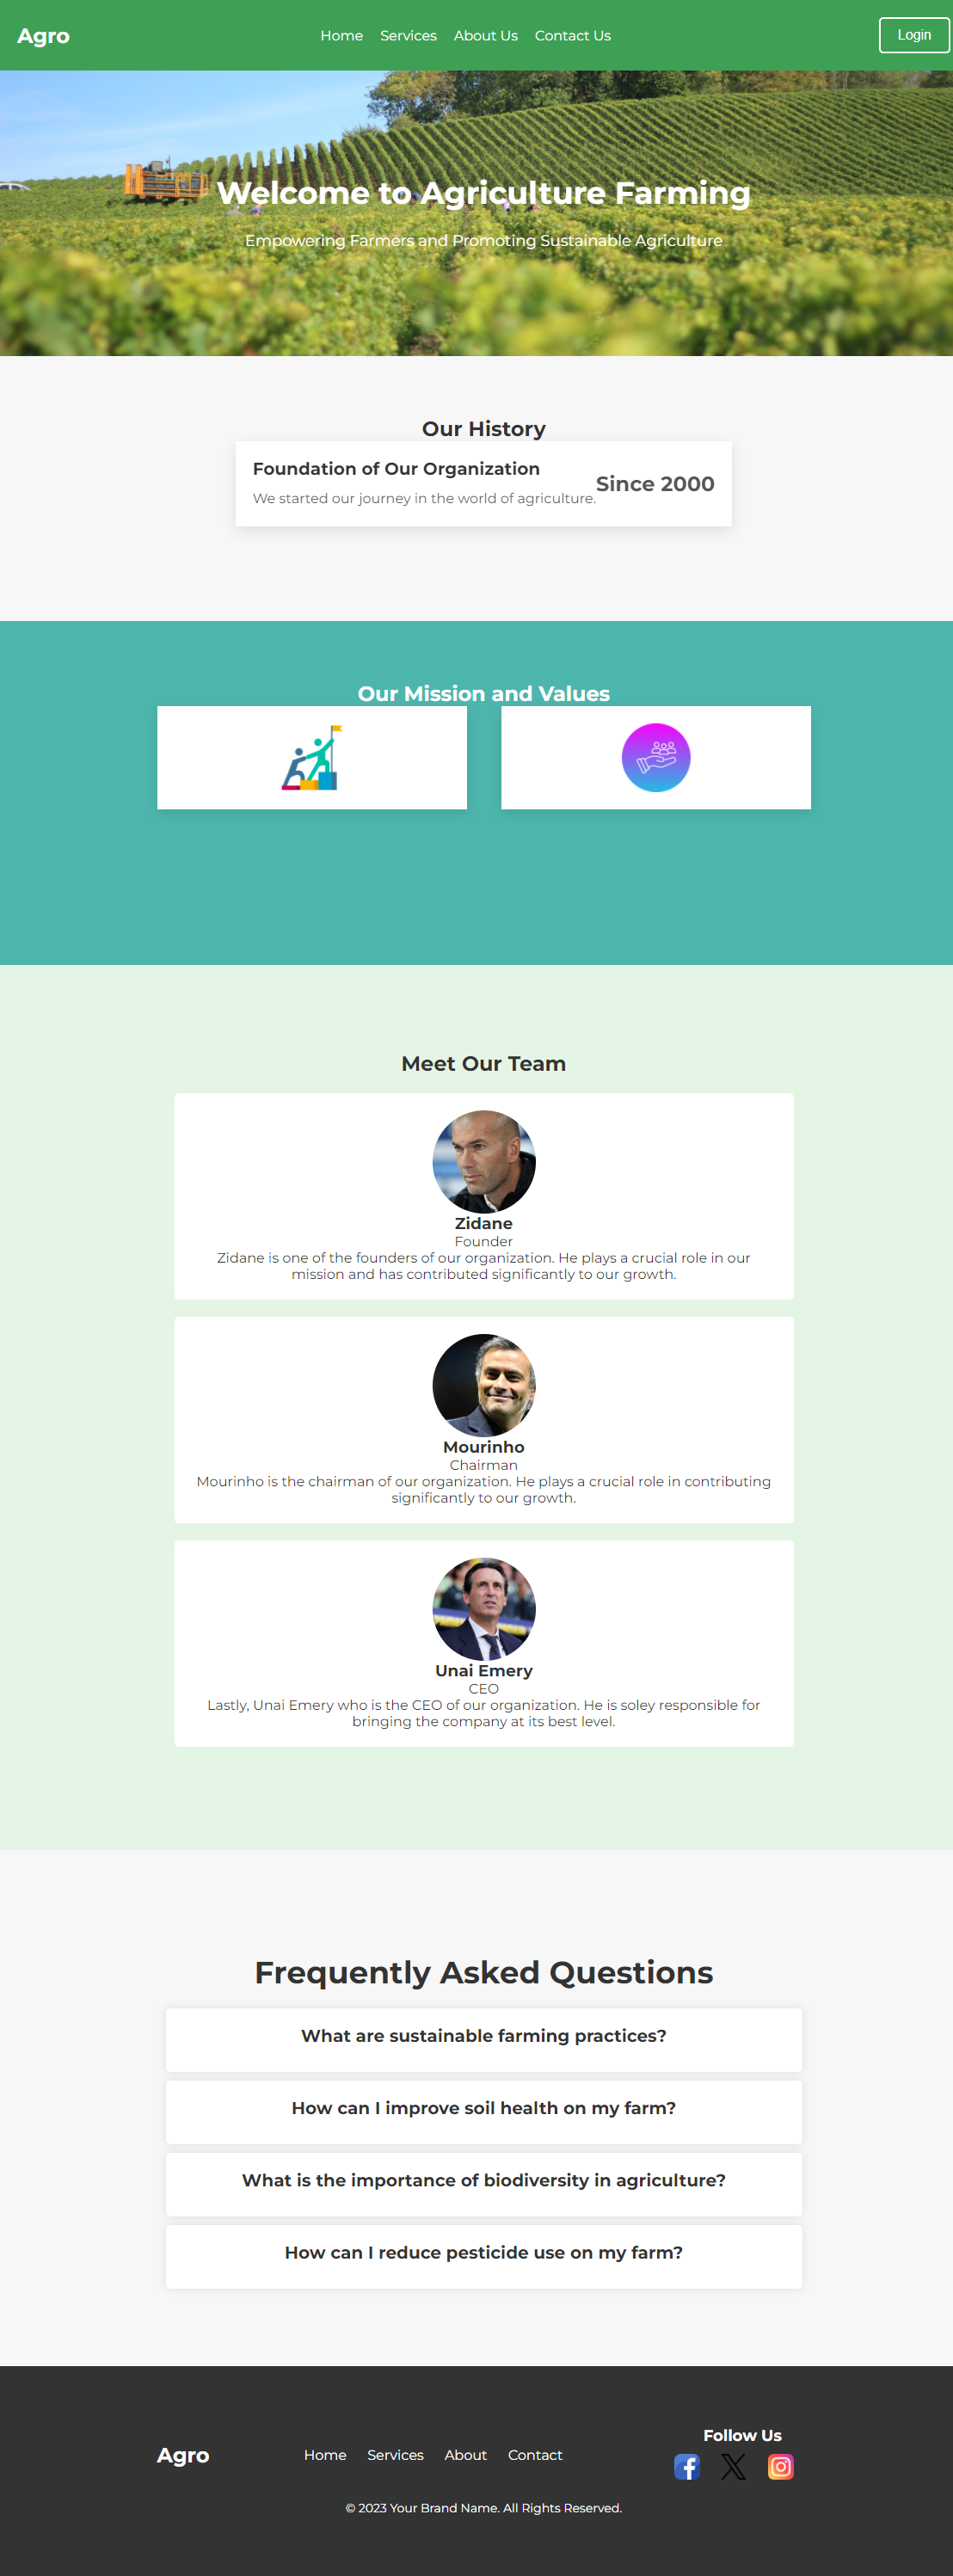 Agro
Home Services About Us Contact Us
Login
Welcome to Agriculture Farming
Empowering Farmers and Promoting Sustainable Agriculture
Our History
Foundation of Our Organization
We started our journey in the world of agriculture.
Since 2000
Our Mission and Values
Meet Our Team
Zidane
Founder
Zidane is one of the founders of our organization. He plays a crucial role in our
mission and has contributed significantly to our growth.
Mourinho
Chairman
Mourinho is the chairman of our organization. He plays a crucial role in contributing
significantly to our growth.
Unai Emery
CEO
Lastly, Unai Emery who is the CEO of our organization. He is soley responsible for
bringing the company at its best level.
Frequently Asked Questions
What are sustainable farming practices?
How can I improve soil health on my farm?
What is the importance of biodiversity in agriculture?
How can I reduce pesticide use on my farm?
Agro
Home Services About Contact
Follow Us
© 2023 Your Brand Name. All Rights Reserved.